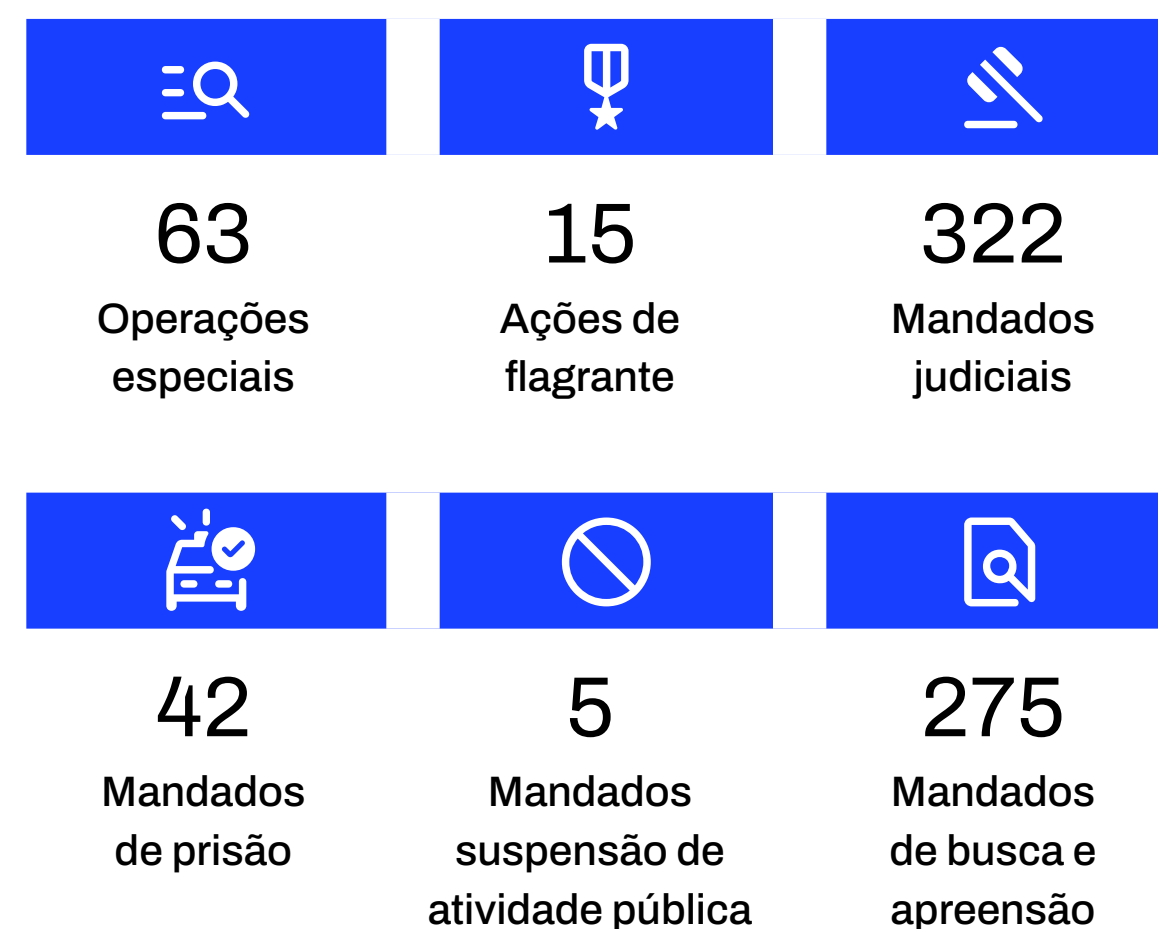 63
Operações
especiais
15
Ações de
flagrante
322
Mandados
judiciais
42
Mandados
de prisão
5
Mandados
suspensão de
atividade pública
275
Mandados
de busca e
apreensão